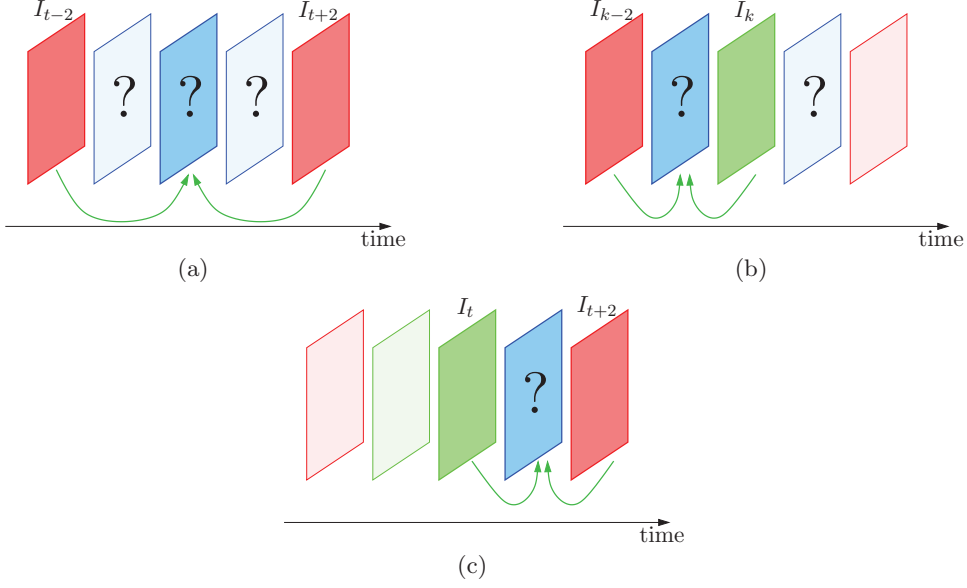 I_{t−2} I_{t+2}
? ? ?
time
(a)
I_{k−2} I_k
? ?
time
(b)
I_t I_{t+2}
?
time
(c)